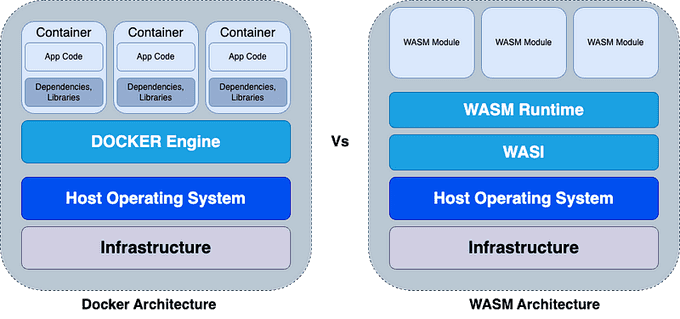 Container
Container
Container
App Code
App Code
App Code
Dependencies,
Libraries
Dependencies,
Libraries
Dependencies,
Libraries
DOCKER Engine
Host Operating System
Infrastructure
Docker Architecture
Vs
WASM Module
WASM Module
WASM Module
WASM Runtime
WASI
Host Operating System
Infrastructure
WASM Architecture